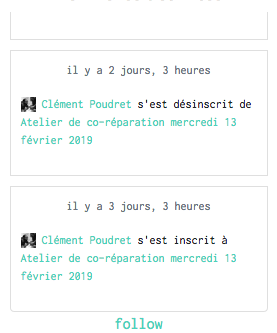 il y a 2 jours, 3 heures
Clément Poudret s'est désinscrit de
Atelier de co-réparation mercredi 13
février 2019
il y a 3 jours, 3 heures
Clément Poudret s'est inscrit à
Atelier de co-réparation mercredi 13
février 2019
follow